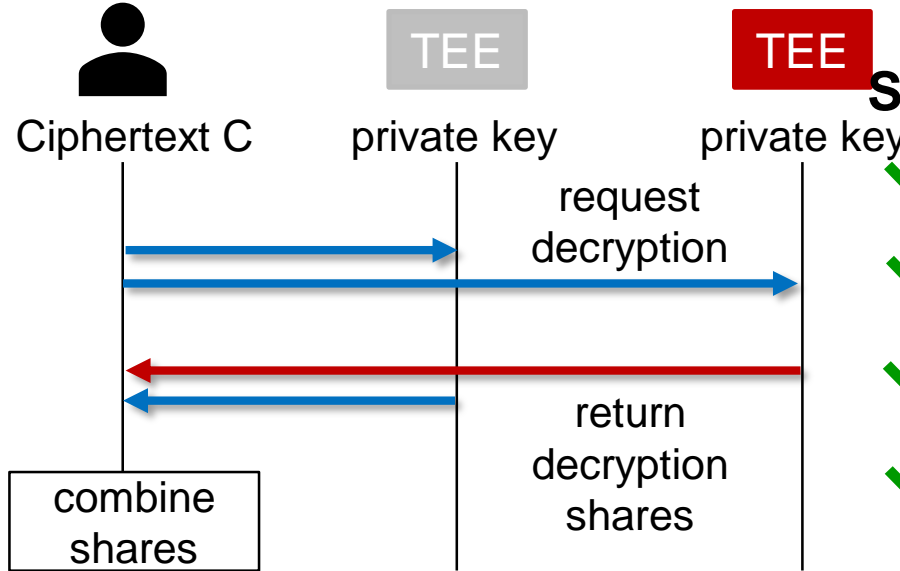 TEE
TEE
S
Ciphertext C
private key
private key
request
decryption
return
decryption
shares
combine
shares